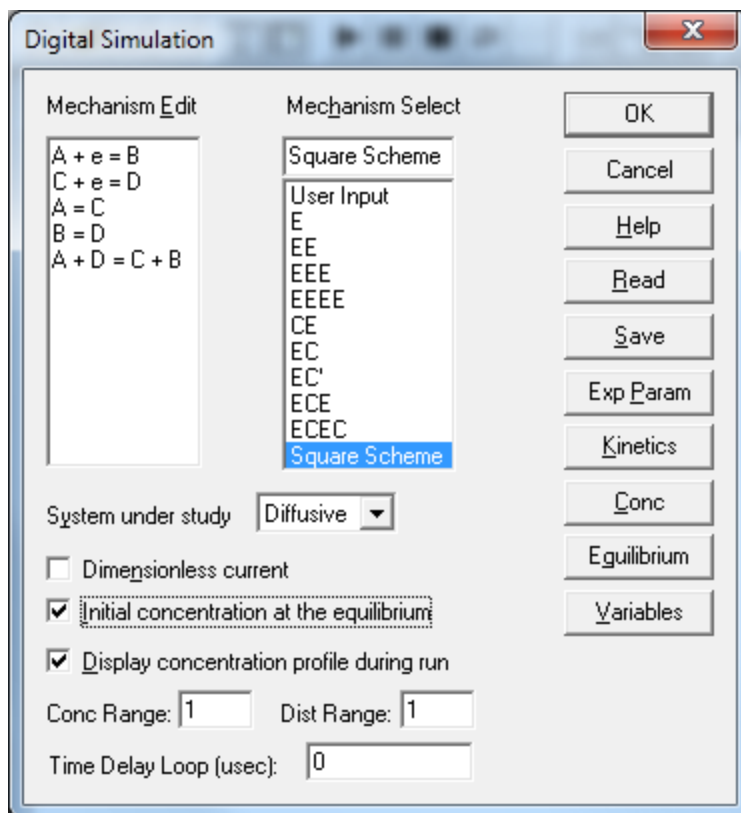 Digital Simulation
Mechanism Edit
A + e = B
C + e = D
A = C
B = D
A + D = C + B
Mechanism Select
Square Scheme
User Input
E
EE
EEE
EEEE
CE
EC
EC'
ECE
ECEC
Square Scheme
OK
Cancel
Help
Read
Save
Exp Param
Kinetics
Conc
Eguilibrium
Variables
System under study Diffusive
Dimensionless current
Initial concentration at the equilibrium
Display concentration profile during run
Conc Range: 1 Dist Range: 1
Time Delay Loop (usec): 0